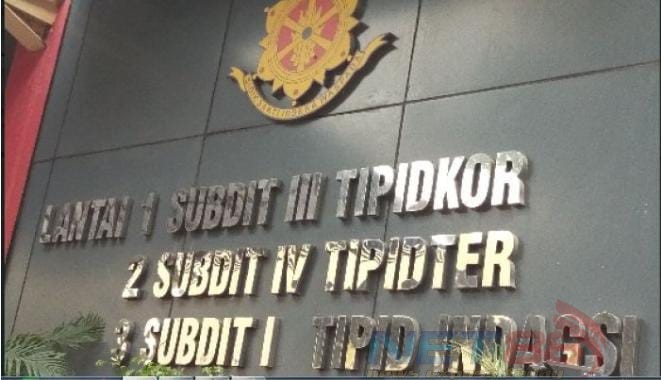 LANTAI 1 SUBDIT III TIPIDKOR
2 SUBDIT IV TIPIDTER
3 SUBDIT I TIPID INDAGSI